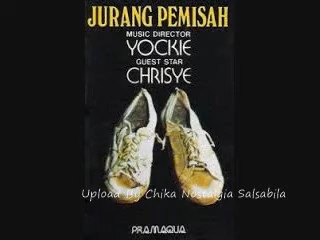 JURANG PEMISAH
MUSIC DIRECTOR
YOCKIE
GUEST STAR
CHRISYE
Upload By Chika Nostalgia Salsabila
PRAMAQUA